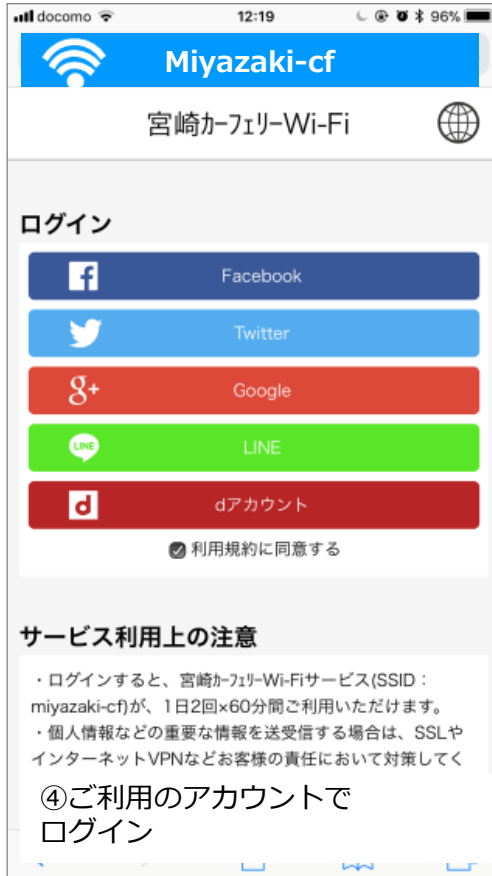 docomo 12:19 96%
Miyazaki-cf
宮崎ｶｰﾌｪﾘｰWi-Fi
ログイン
f Facebook
Twitter
g+ Google
LINE LINE
d dアカウント
利用規約に同意する
サービス利用上の注意
・ログインすると、宮崎ｶｰﾌｪﾘｰWi-Fiサービス(SSID：
miyazaki-cf)が、1日2回×60分間ご利用いただけます。
・個人情報などの重要な情報を送受信する場合は、SSLや
インターネットVPNなどお客様の責任において対策してく
④ご利用のアカウントで
ログイン